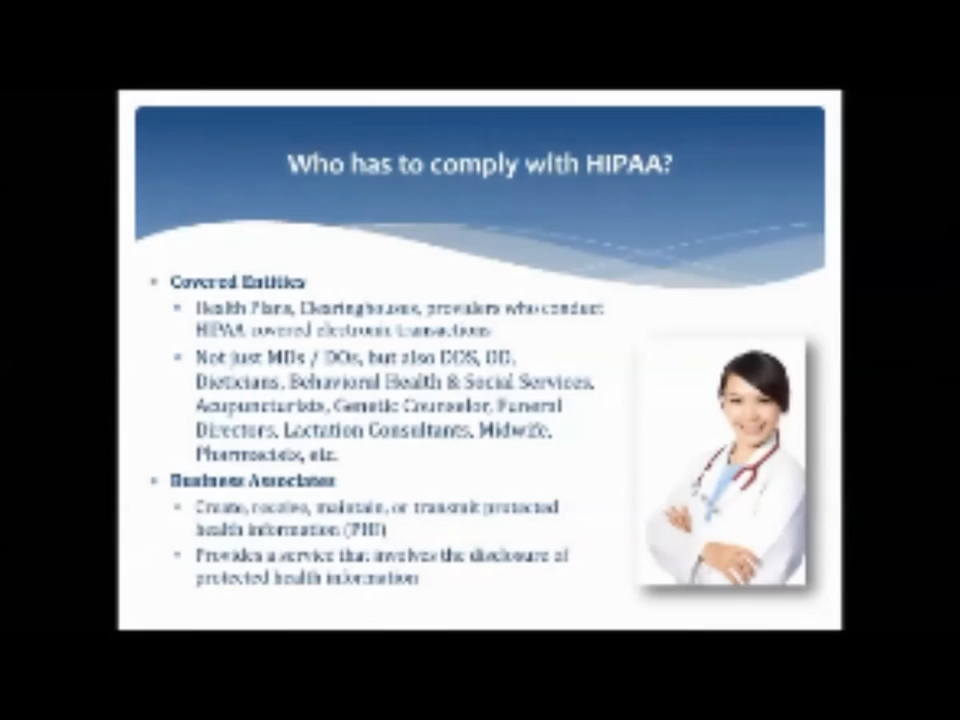 Who has to comply with HIPAA?
Covered Entities
Health Plans, Clearinghouses, providers who conduct
HIPAA covered electronic transactions
Not just MDs / DOs, but also DDS, OD,
Dieticians, Behavioral Health & Social Services,
Acupuncturists, Genetic Counselor, Funeral
Directors, Lactation Consultants, Midwife,
Pharmacists, etc.
Business Associates
Create, receive, maintain, or transmit protected
health information (PHI)
Provides a service that involves the disclosure of
protected health information